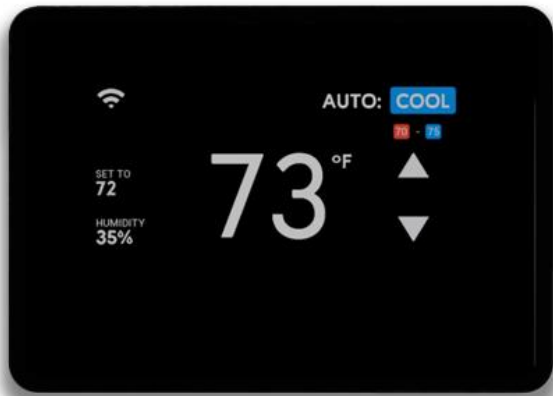 AUTO: COOL
70 - 75
SET TO
72
73 °F
HUMIDITY
35%